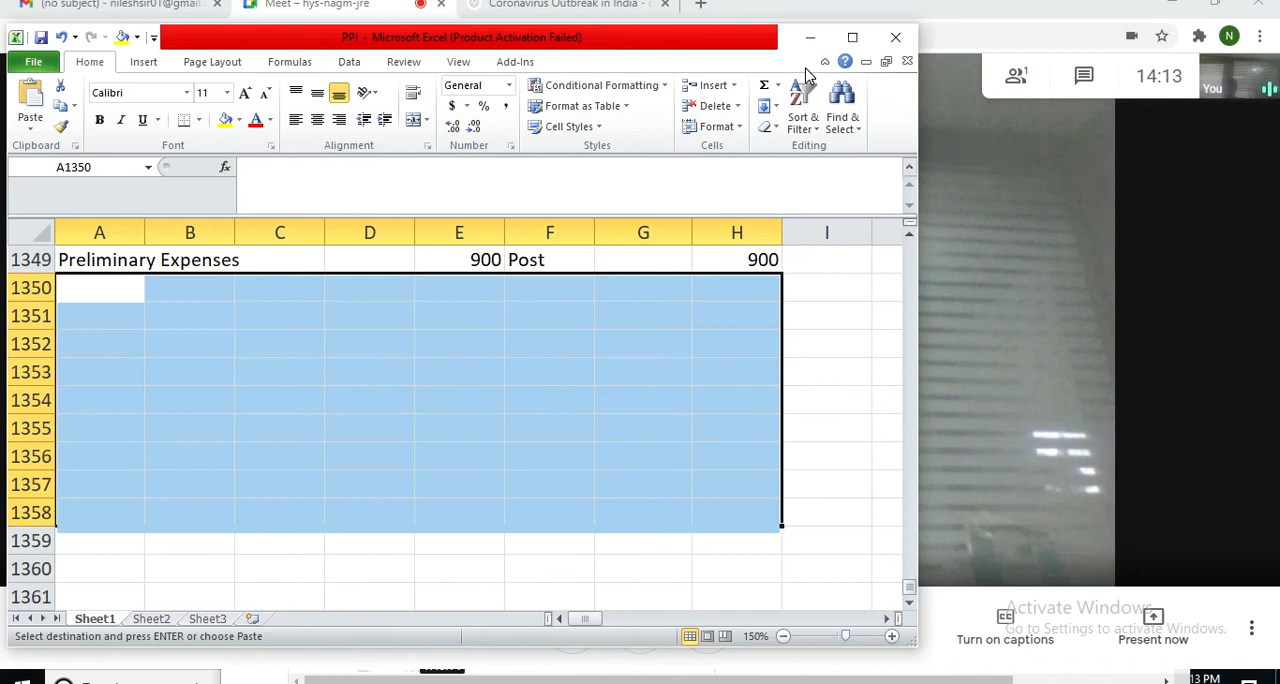 (no subject) - nileshsir01@gmail.
Meet – hys-nagm-jre
Coronavirus Outbreak in India - c
PPI - Microsoft Excel (Product Activation Failed)
File Home Insert Page Layout Formulas Data Review View Add-Ins
N
Paste
Calibri 11
B I U
General
$ % ,
Conditional Formatting
Format as Table
Cell Styles
Insert
Delete
Format
Sort & Filter
Find & Select
Clipboard Font Alignment Number Styles Cells Editing
14:13
You
A1350 fx
A B C D E F G H I
1349 Preliminary Expenses 900 Post 900
1350
1351
1352
1353
1354
1355
1356
1357
1358
1359
1360
1361
Sheet1 Sheet2 Sheet3
Select destination and press ENTER or choose Paste 150%
Activate Windows
Go to Settings to activate Windows.
Turn on captions
Present now
13 PM